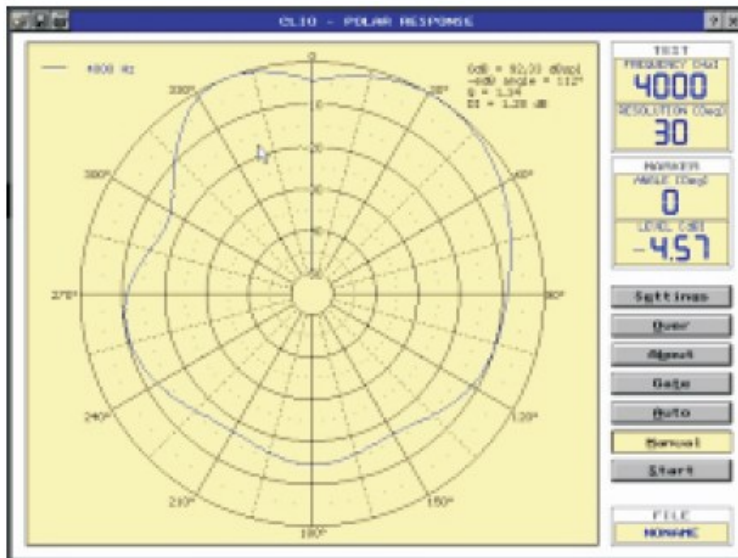 CLIO - POLAR RESPONSE
? X
4000 Hz
0dB = 92,33 dBspl
-6dB angle = 112°
Q = 1.34
DI = 1.28 dB
0
330°
30°
300°
60°
270°
90°
240°
120°
210°
150°
180°
TEST
FREQUENCY (Hz)
4000
RESOLUTION (Deg)
30
MARKER
ANGLE (Deg)
0
LEVEL (dB)
-4.57
Settings
Over
About
Gate
Auto
Manual
Start
FILE
NONAME